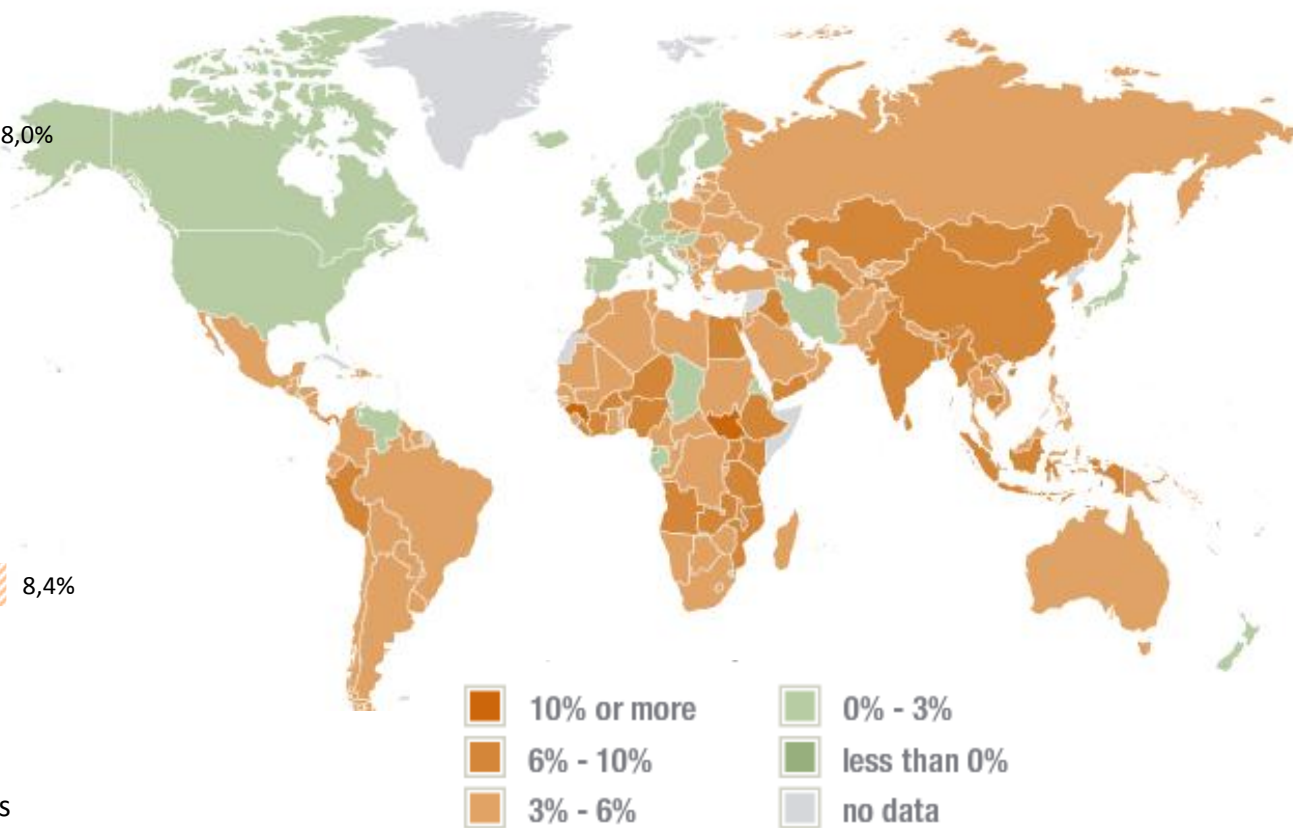 8,0%
8,4%
10% or more
6% - 10%
3% - 6%
0% - 3%
less than 0%
no data
s